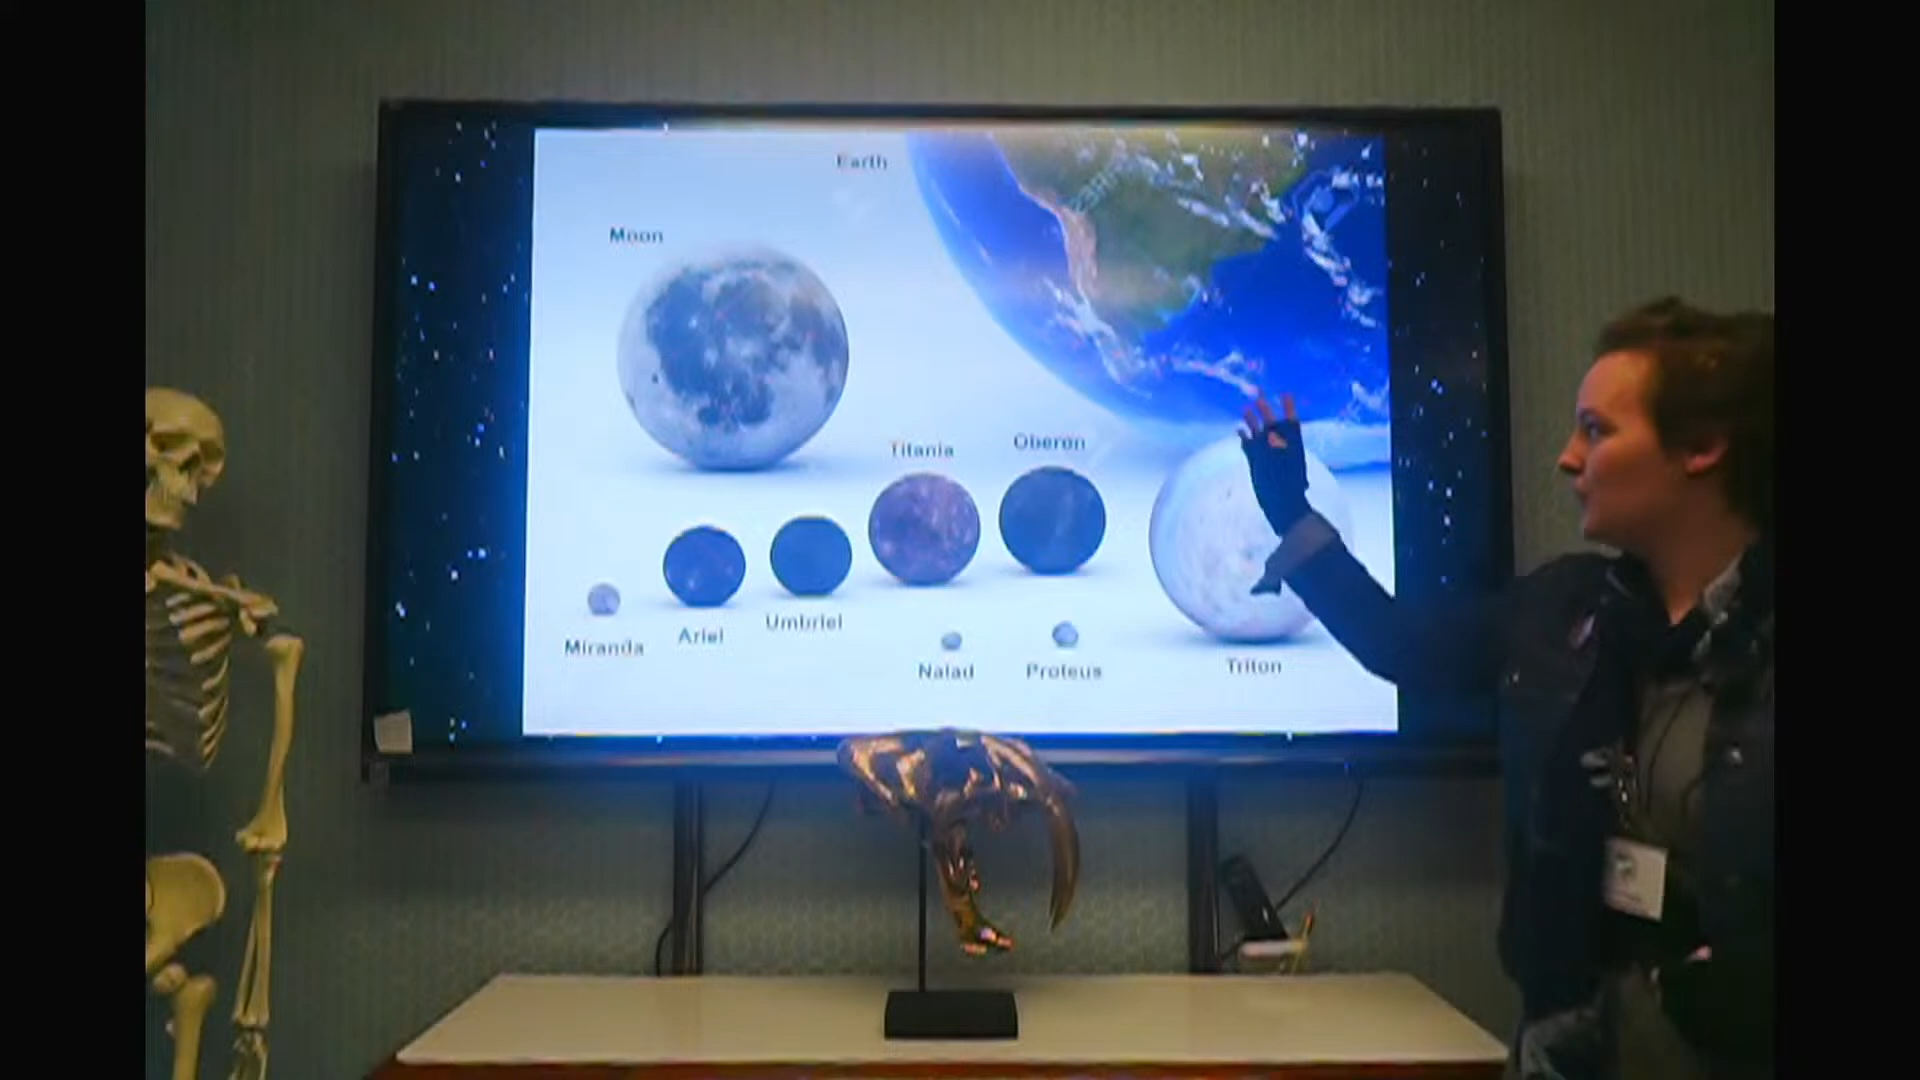 Earth
Moon
Titania
Oberon
Miranda
Ariel
Umbriel
Naiad
Proteus
Triton